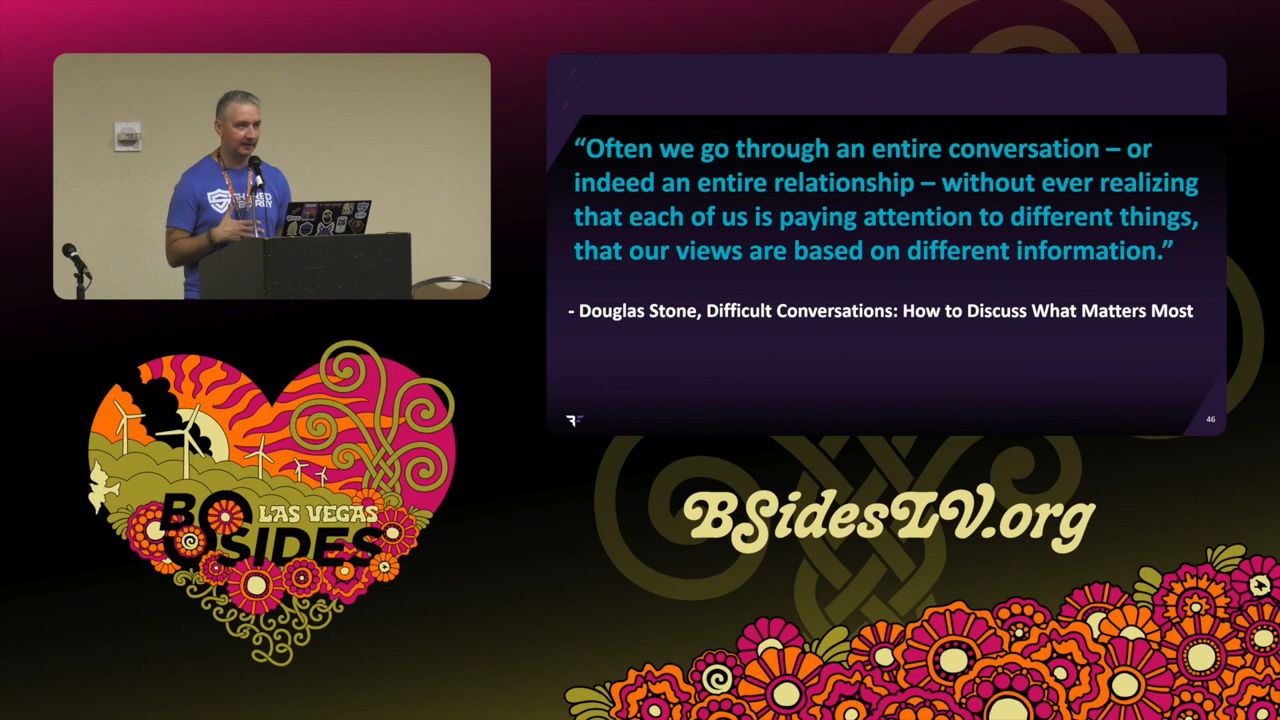 SHARED
SECURITY
“Often we go through an entire conversation – or
indeed an entire relationship – without ever realizing
that each of us is paying attention to different things,
that our views are based on different information.”
- Douglas Stone, Difficult Conversations: How to Discuss What Matters Most
46
LAS VEGAS
BSIDES
BSidesLV.org